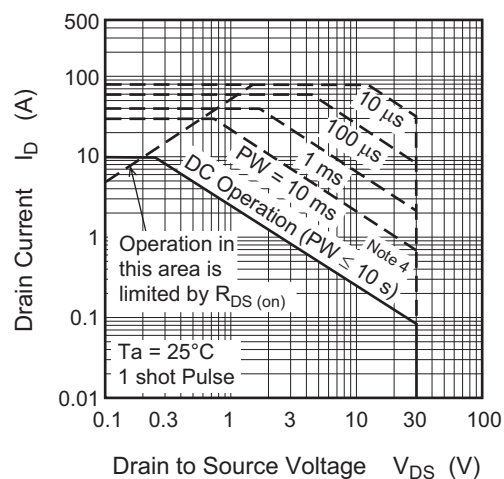 500
100
10
1
0.1
0.01
Drain Current I_D (A)
10 µs
100 µs
1 ms
PW = 10 ms
DC Operation (PW ≤ 10 s)
Note 4
Operation in
this area is
limited by R_DS (on)
Ta = 25°C
1 shot Pulse
0.1 0.3 1 3 10 30 100
Drain to Source Voltage V_DS (V)